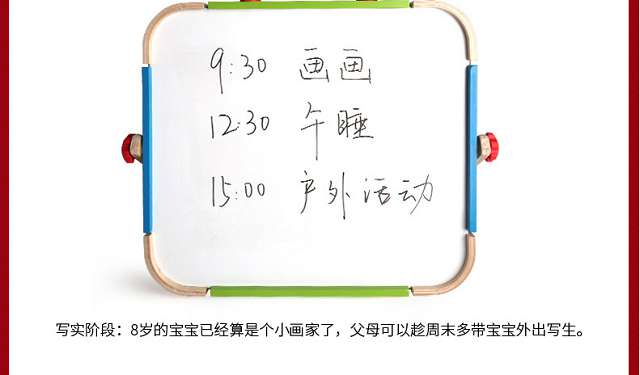 9:30 画画
12:30 午睡
15:00 户外活动
写实阶段：8岁的宝宝已经算是个小画家了，父母可以趁周末多带宝宝外出写生。